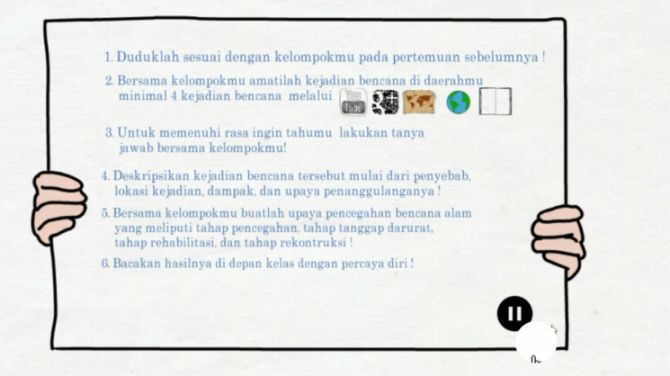 1. Duduklah sesuai dengan kelompokmu pada pertemuan sebelumnya !
2. Bersama kelompokmu amatilah kejadian bencana di daerahmu
minimal 4 kejadian bencana melalui
You
Tube
3. Untuk memenuhi rasa ingin tahumu lakukan tanya
jawab bersama kelompokmu!
4. Deskripsikan kejadian bencana tersebut mulai dari penyebab,
lokasi kejadian, dampak, dan upaya penanggulanganya !
5. Bersama kelompokmu buatlah upaya pencegahan bencana alam
yang meliputi tahap pencegahan, tahap tanggap darurat,
tahap rehabilitasi, dan tahap rekontruksi !
6. Bacakan hasilnya di depan kelas dengan percaya diri !